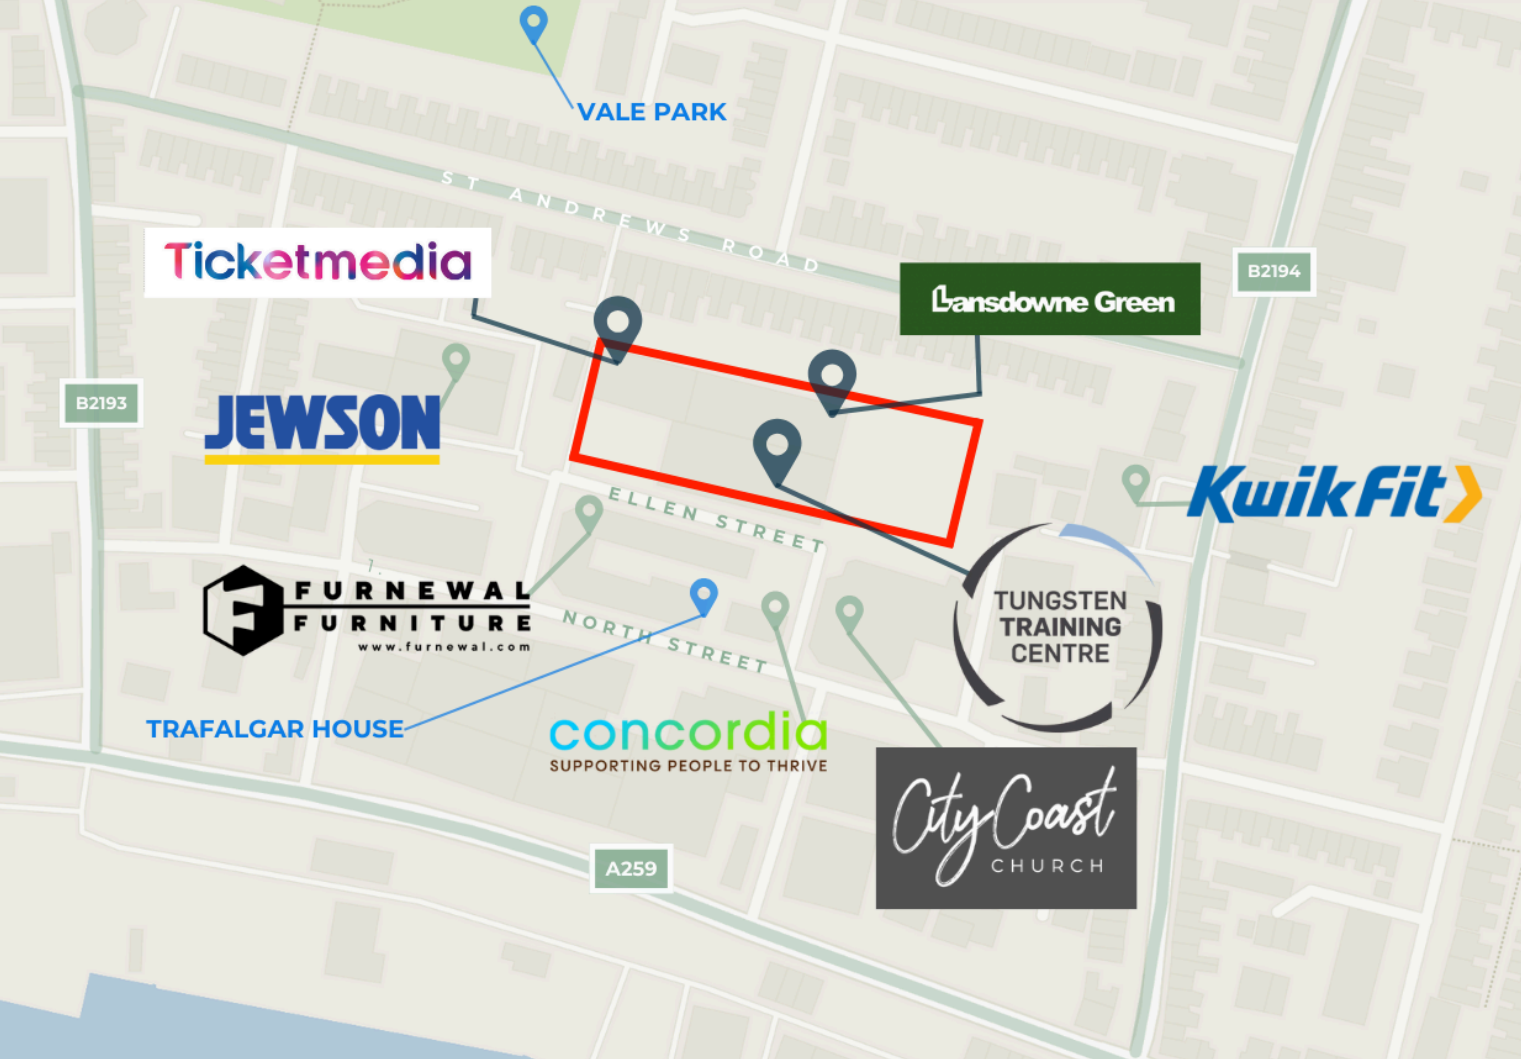 VALE PARK
ST ANDREWS ROAD
Ticketmedia
Lansdowne Green
B2194
B2193
JEWSON
KwikFit
ELLEN STREET
1.
FURNEWAL
FURNITURE
www.furnewal.com
TUNGSTEN
TRAINING
CENTRE
NORTH STREET
TRAFALGAR HOUSE
concordia
SUPPORTING PEOPLE TO THRIVE
City Coast
CHURCH
A259